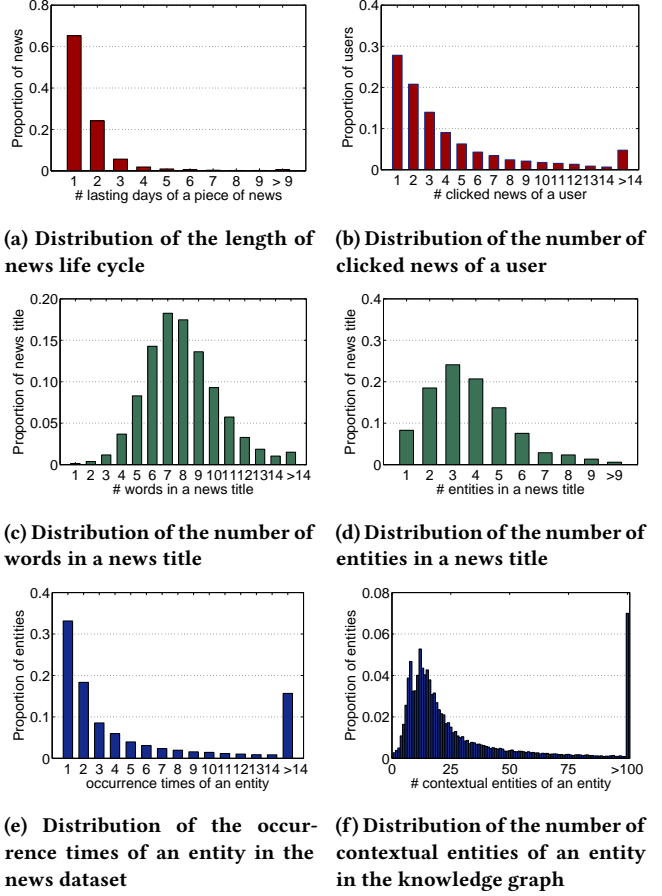 0.8
0.6
0.4
0.2
0
Proportion of news
1 2 3 4 5 6 7 8 9 > 9
# lasting days of a piece of news
(a) Distribution of the length of
news life cycle
0.4
0.3
0.2
0.1
0
Proportion of users
1 2 3 4 5 6 7 8 9 10 11 12 13 14 >14
# clicked news of a user
(b) Distribution of the number of
clicked news of a user
0.20
0.15
0.10
0.05
0
Proportion of news title
1 2 3 4 5 6 7 8 9 10 11 12 13 14 >14
# words in a news title
(c) Distribution of the number of
words in a news title
0.4
0.3
0.2
0.1
0
Proportion of news title
1 2 3 4 5 6 7 8 9 >9
# entities in a news title
(d) Distribution of the number of
entities in a news title
0.4
0.3
0.2
0.1
0
Proportion of entities
1 2 3 4 5 6 7 8 9 10 11 12 13 14 >14
occurrence times of an entity
(e) Distribution of the occur-
rence times of an entity in the
news dataset
0.08
0.06
0.04
0.02
0
Proportion of entities
0 25 50 75 >100
# contextual entities of an entity
(f) Distribution of the number of
contextual entities of an entity
in the knowledge graph